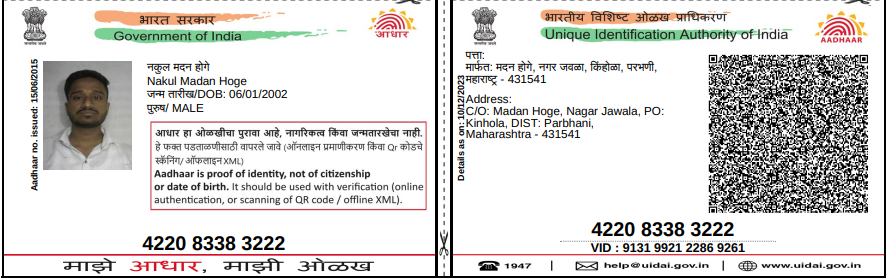 भारत सरकार
Government of India
आधार
Aadhaar no. issued: 15/06/2015
नकुल मदन होगे
Nakul Madan Hoge
जन्म तारीख/DOB: 06/01/2002
पुरुष/ MALE
आधार हा ओळखीचा पुरावा आहे, नागरिकत्व किंवा जन्मतारखेचा नाही.
हे फक्त पडताळणीसाठी वापरले जावे (ऑनलाइन प्रमाणीकरण किंवा Qr कोडचे
स्कॅनिंग/ ऑफलाइन XML)
Aadhaar is proof of identity, not of citizenship
or date of birth. It should be used with verification (online
authentication, or scanning of QR code / offline XML).
4220 8338 3222
माझे आधार, माझी ओळख
भारतीय विशिष्ट ओळख प्राधिकरण
Unique Identification Authority of India
AADHAAR
Details as on: 10/12/2023
पत्ता:
मार्फत: मदन होगे, नगर जवळा, किंहोळा, परभणी,
महाराष्ट्र - 431541
Address:
C/O: Madan Hoge, Nagar Jawala, PO:
Kinhola, DIST: Parbhani,
Maharashtra - 431541
4220 8338 3222
VID : 9131 9921 2286 9261
1947 | help@uidai.gov.in | www.uidai.gov.in